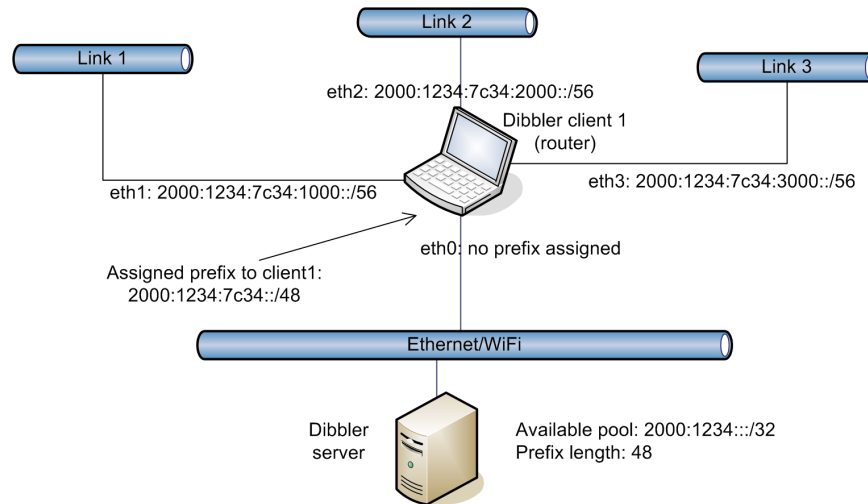 Link 1
Link 2
Link 3
eth2: 2000:1234:7c34:2000::/56
Dibbler client 1
(router)
eth1: 2000:1234:7c34:1000::/56
eth3: 2000:1234:7c34:3000::/56
eth0: no prefix assigned
Assigned prefix to client1:
2000:1234:7c34::/48
Ethernet/WiFi
Dibbler
server
Available pool: 2000:1234:::/32
Prefix length: 48